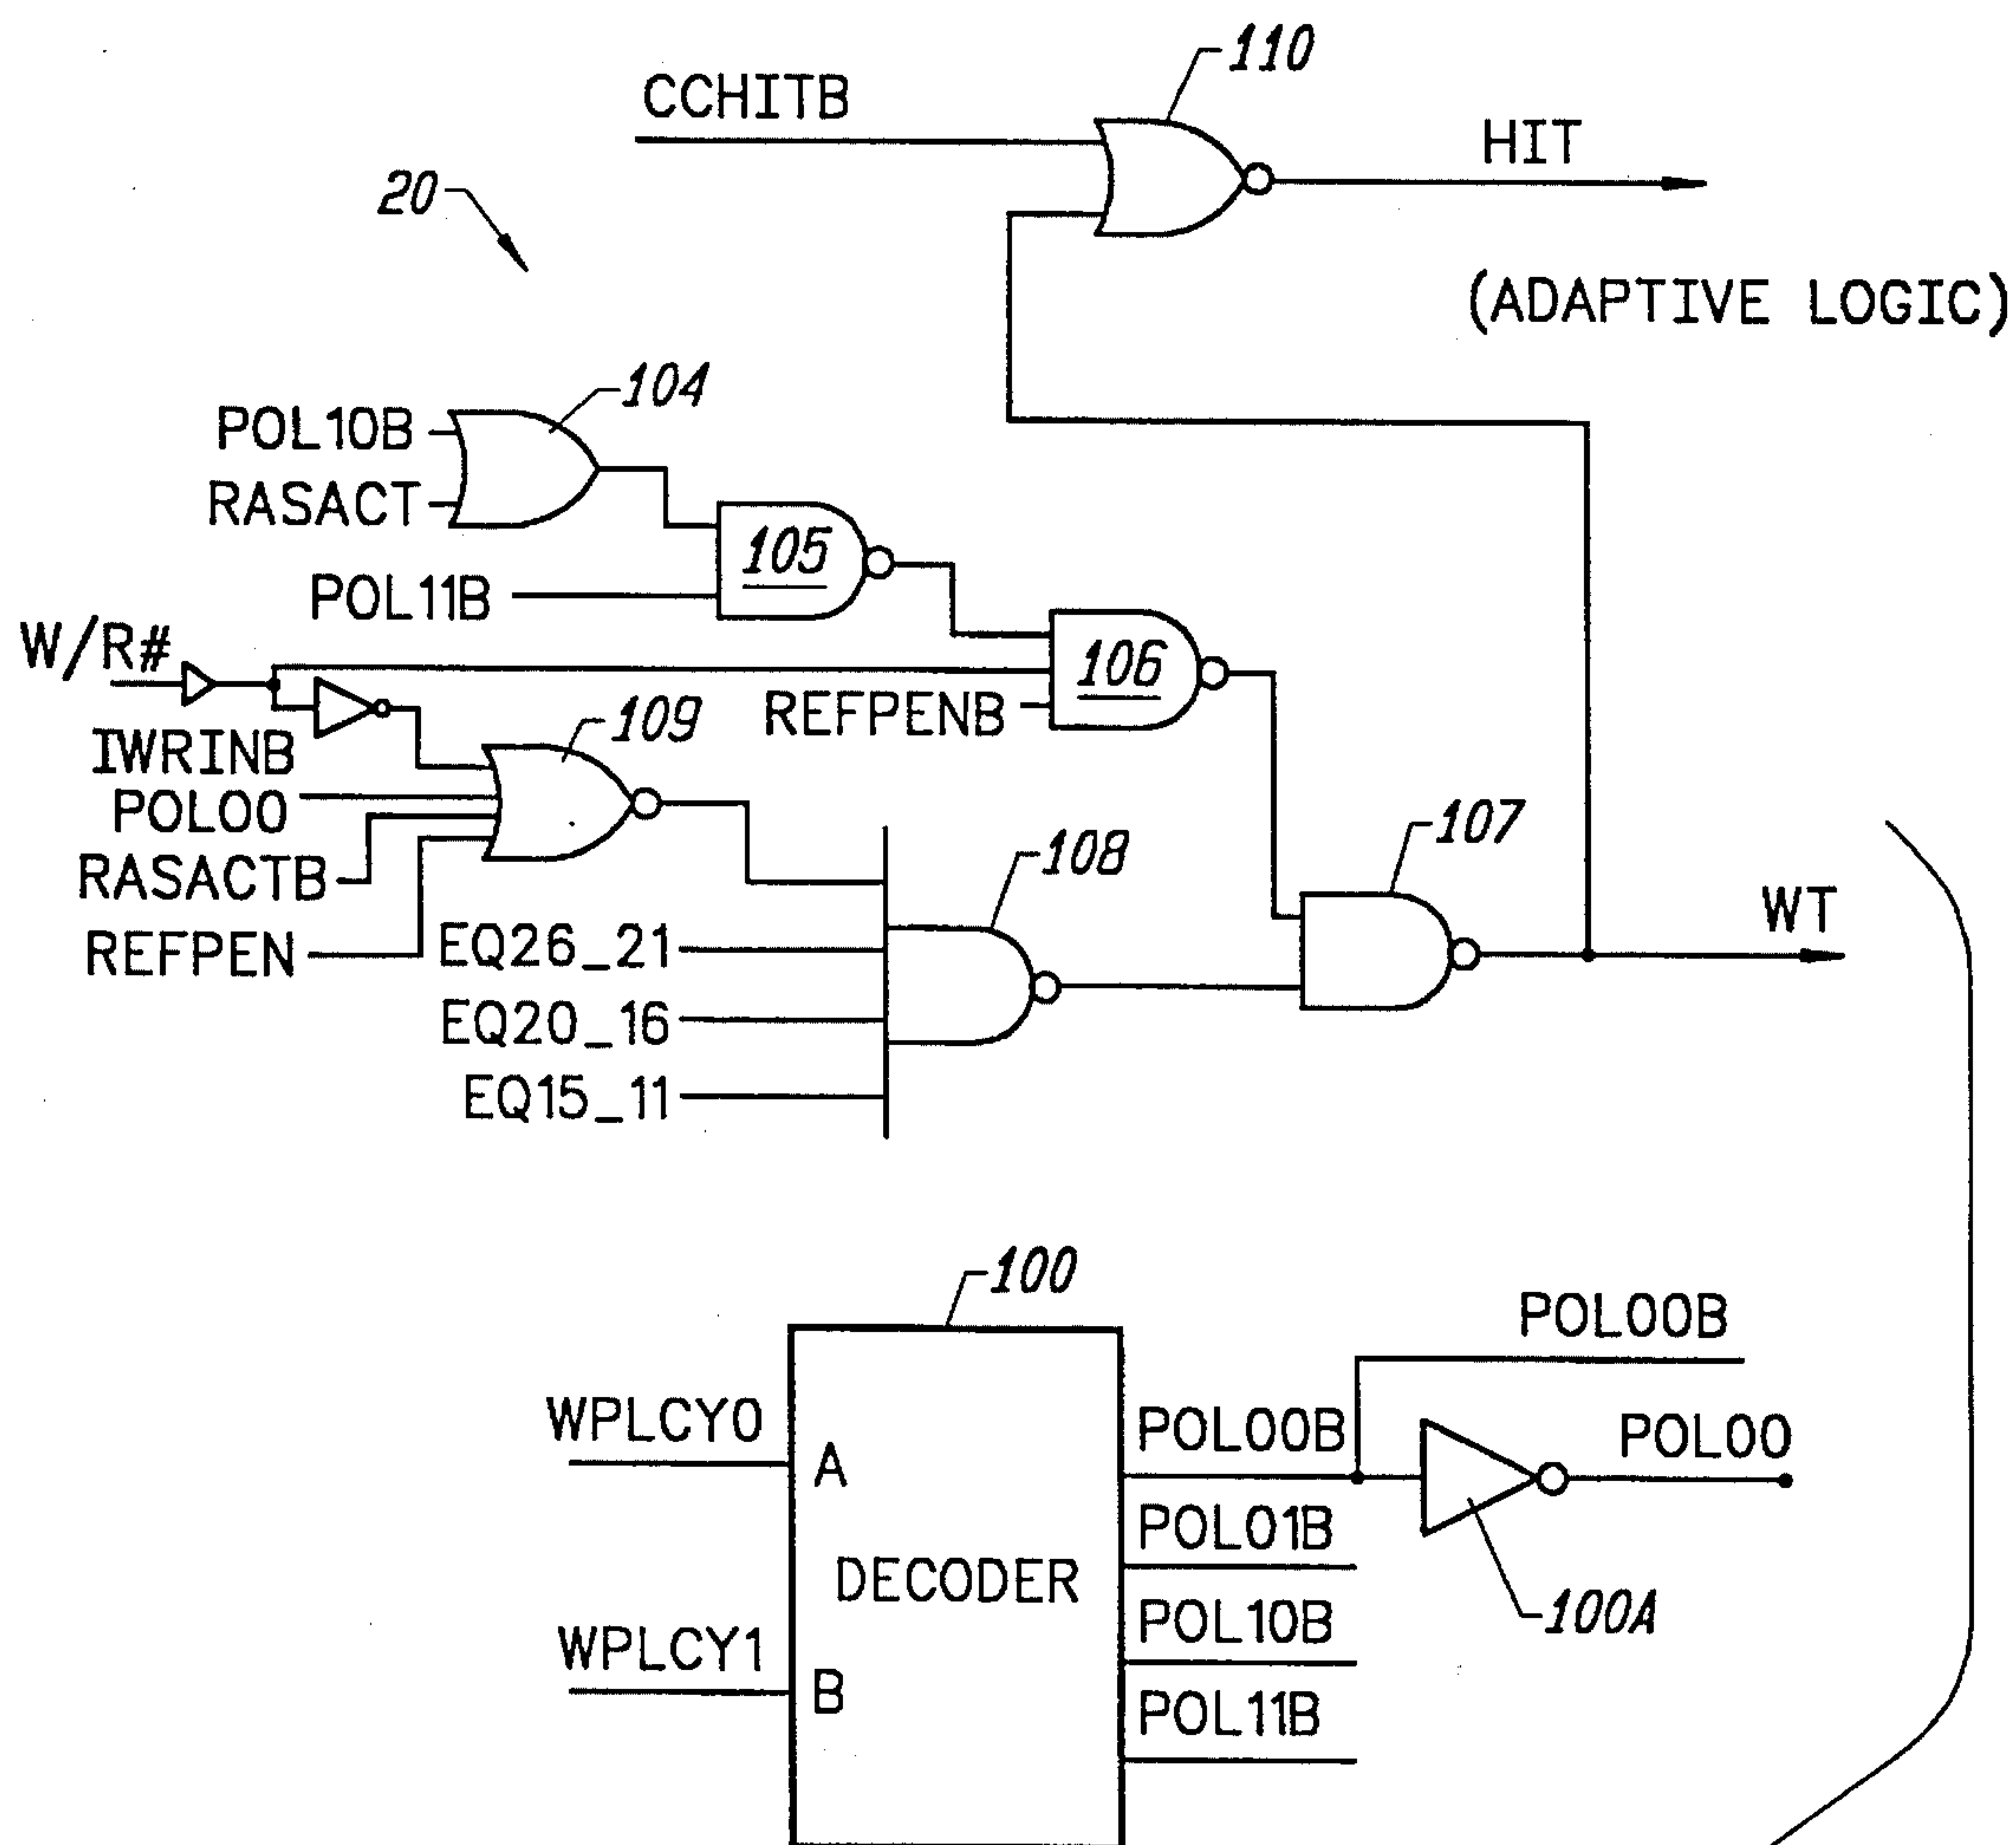 110
CCHITB
HIT
20
(ADAPTIVE LOGIC)
104
POL10B
RASACT
105
POL11B
W/R#
106
REFPENB
109
IWRINB
POL00
107
108
RASACTB
WT
REFPEN
EQ26_21
EQ20_16
EQ15_11
100
POL00B
WPLCY0
POL00B
POL00
A
POL01B
DECODER
100A
POL10B
WPLCY1
B
POL11B